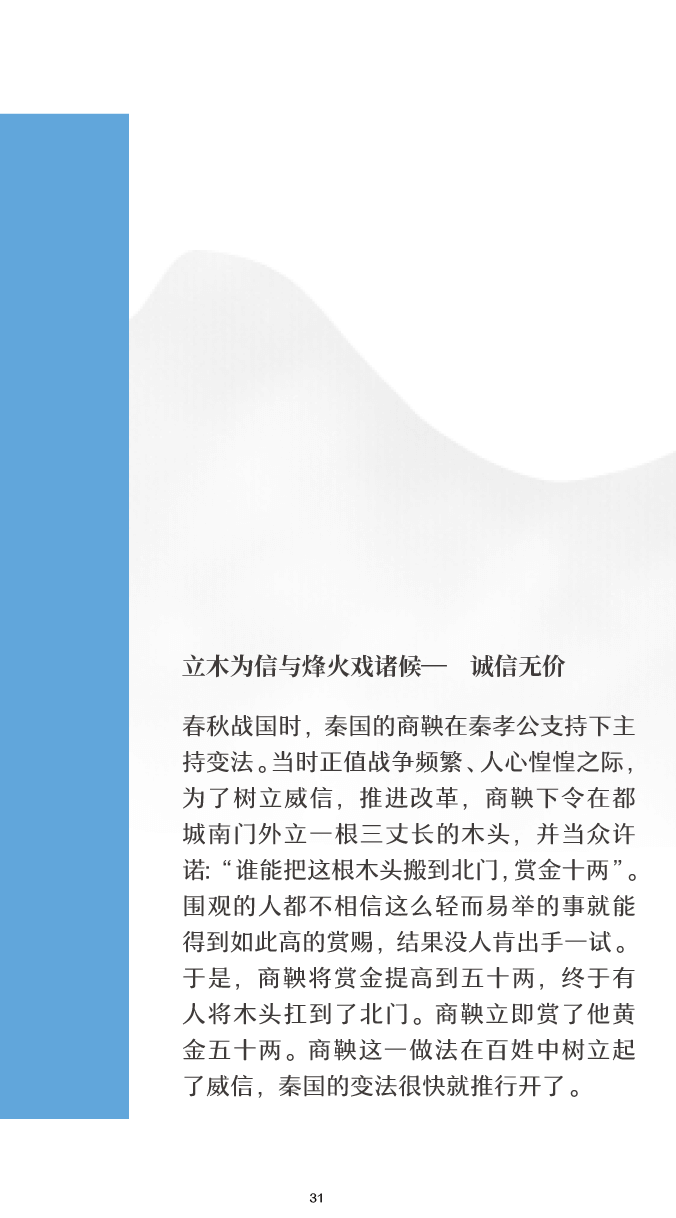 立木为信与烽火戏诸候—　诚信无价
春秋战国时，秦国的商鞅在秦孝公支持下主
持变法。当时正值战争频繁、人心惶惶之际，
为了树立威信，推进改革，商鞅下令在都
城南门外立一根三丈长的木头，并当众许
诺：“谁能把这根木头搬到北门，赏金十两”。
围观的人都不相信这么轻而易举的事就能
得到如此高的赏赐，结果没人肯出手一试。
于是，商鞅将赏金提高到五十两，终于有
人将木头扛到了北门。商鞅立即赏了他黄
金五十两。商鞅这一做法在百姓中树立起
了威信，秦国的变法很快就推行开了。
31